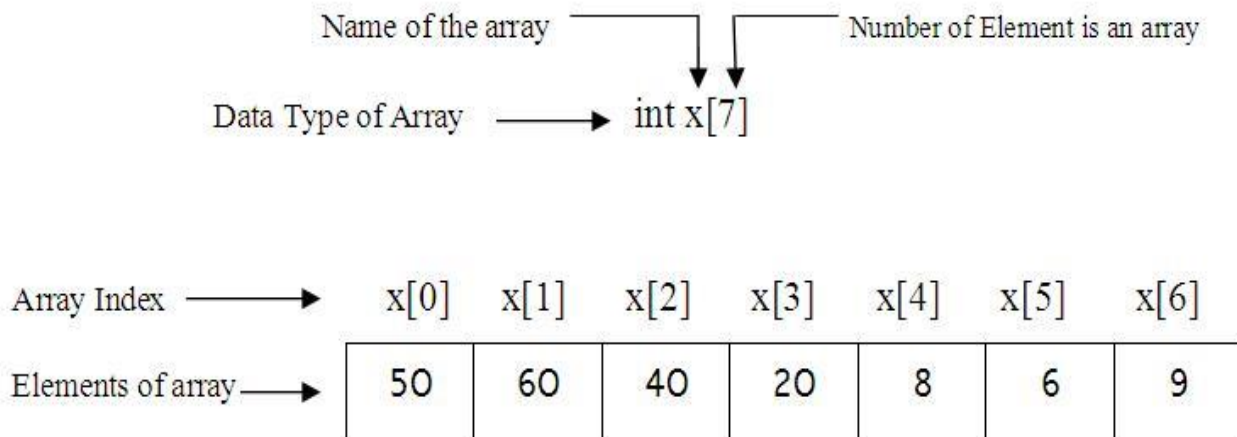 Name of the array Number of Element is an array
Data Type of Array int x[7]
Array Index x[0] x[1] x[2] x[3] x[4] x[5] x[6]
Elements of array 50 60 40 20 8 6 9